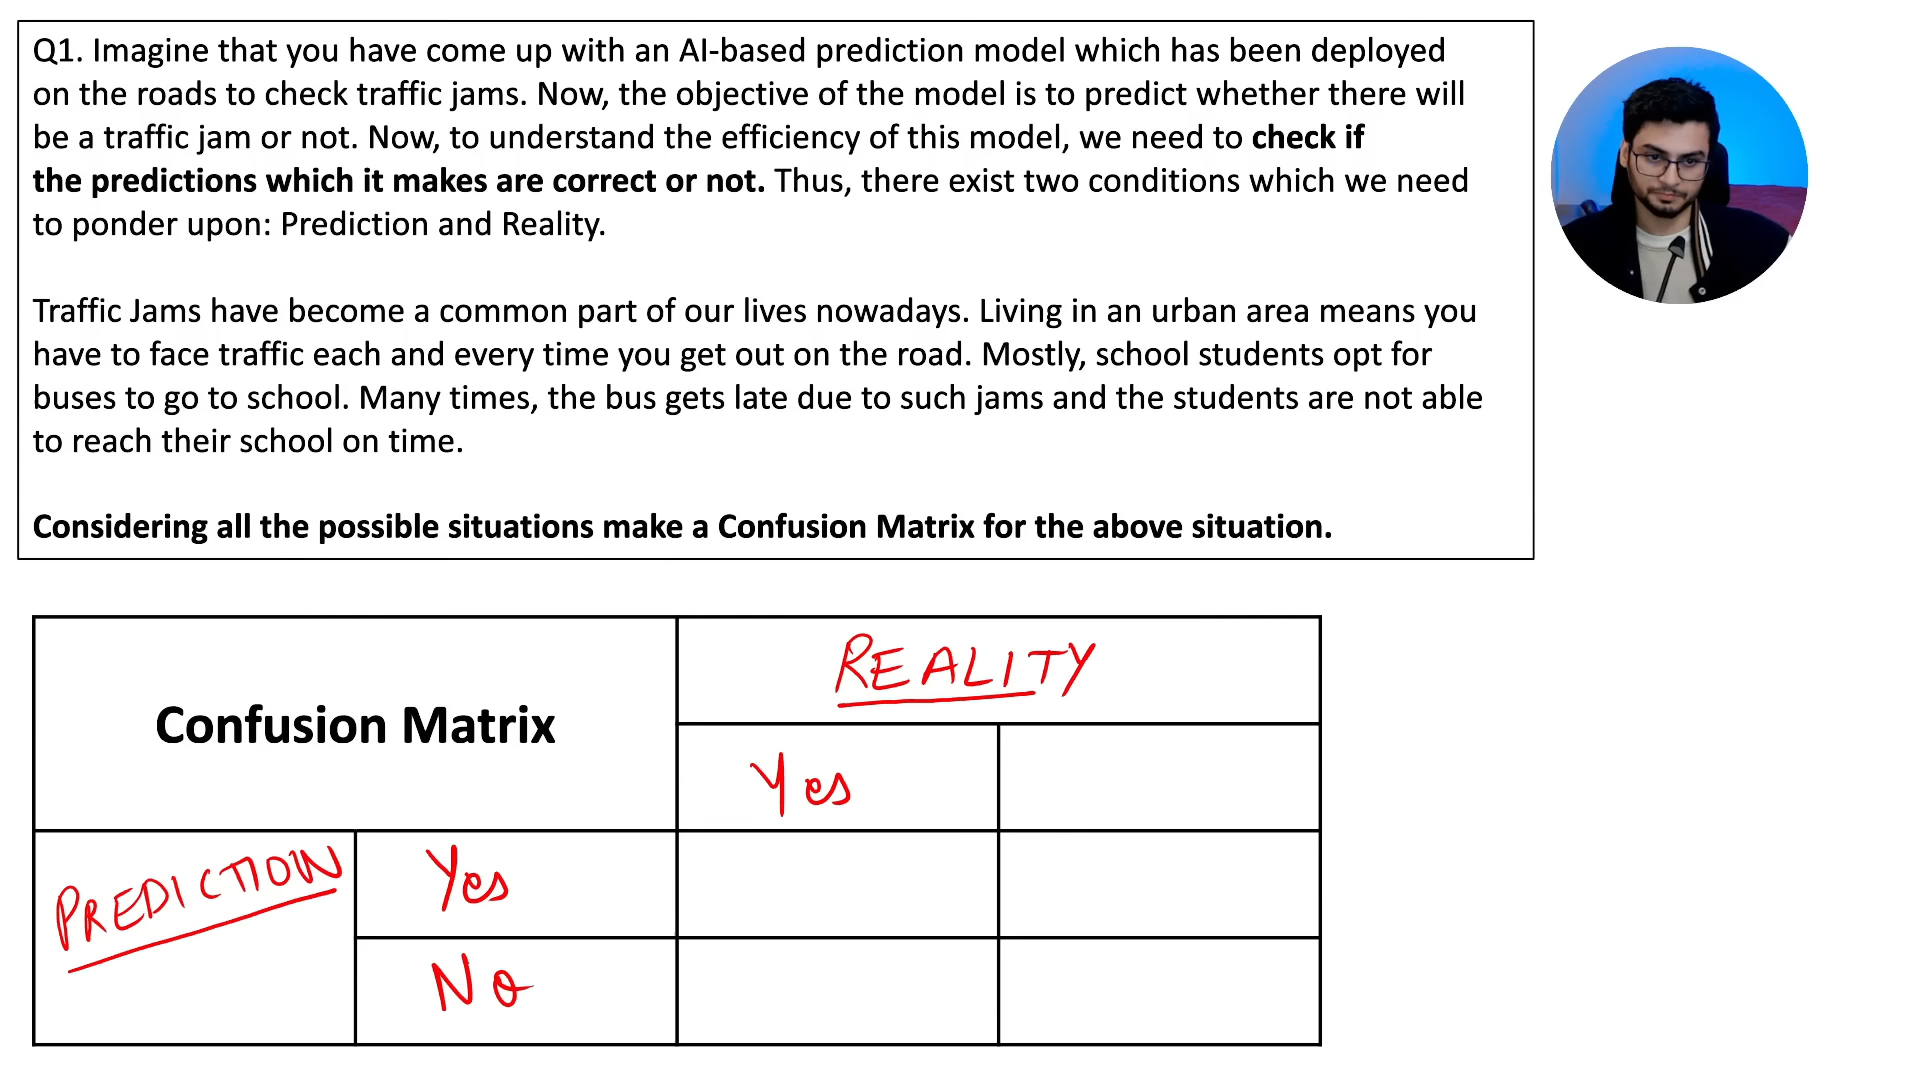 Q1. Imagine that you have come up with an AI-based prediction model which has been deployed
on the roads to check traffic jams. Now, the objective of the model is to predict whether there will
be a traffic jam or not. Now, to understand the efficiency of this model, we need to check if
the predictions which it makes are correct or not. Thus, there exist two conditions which we need
to ponder upon: Prediction and Reality.
Traffic Jams have become a common part of our lives nowadays. Living in an urban area means you
have to face traffic each and every time you get out on the road. Mostly, school students opt for
buses to go to school. Many times, the bus gets late due to such jams and the students are not able
to reach their school on time.
Considering all the possible situations make a Confusion Matrix for the above situation.
Confusion Matrix
REALITY
Yes
PREDICTION
Yes
No